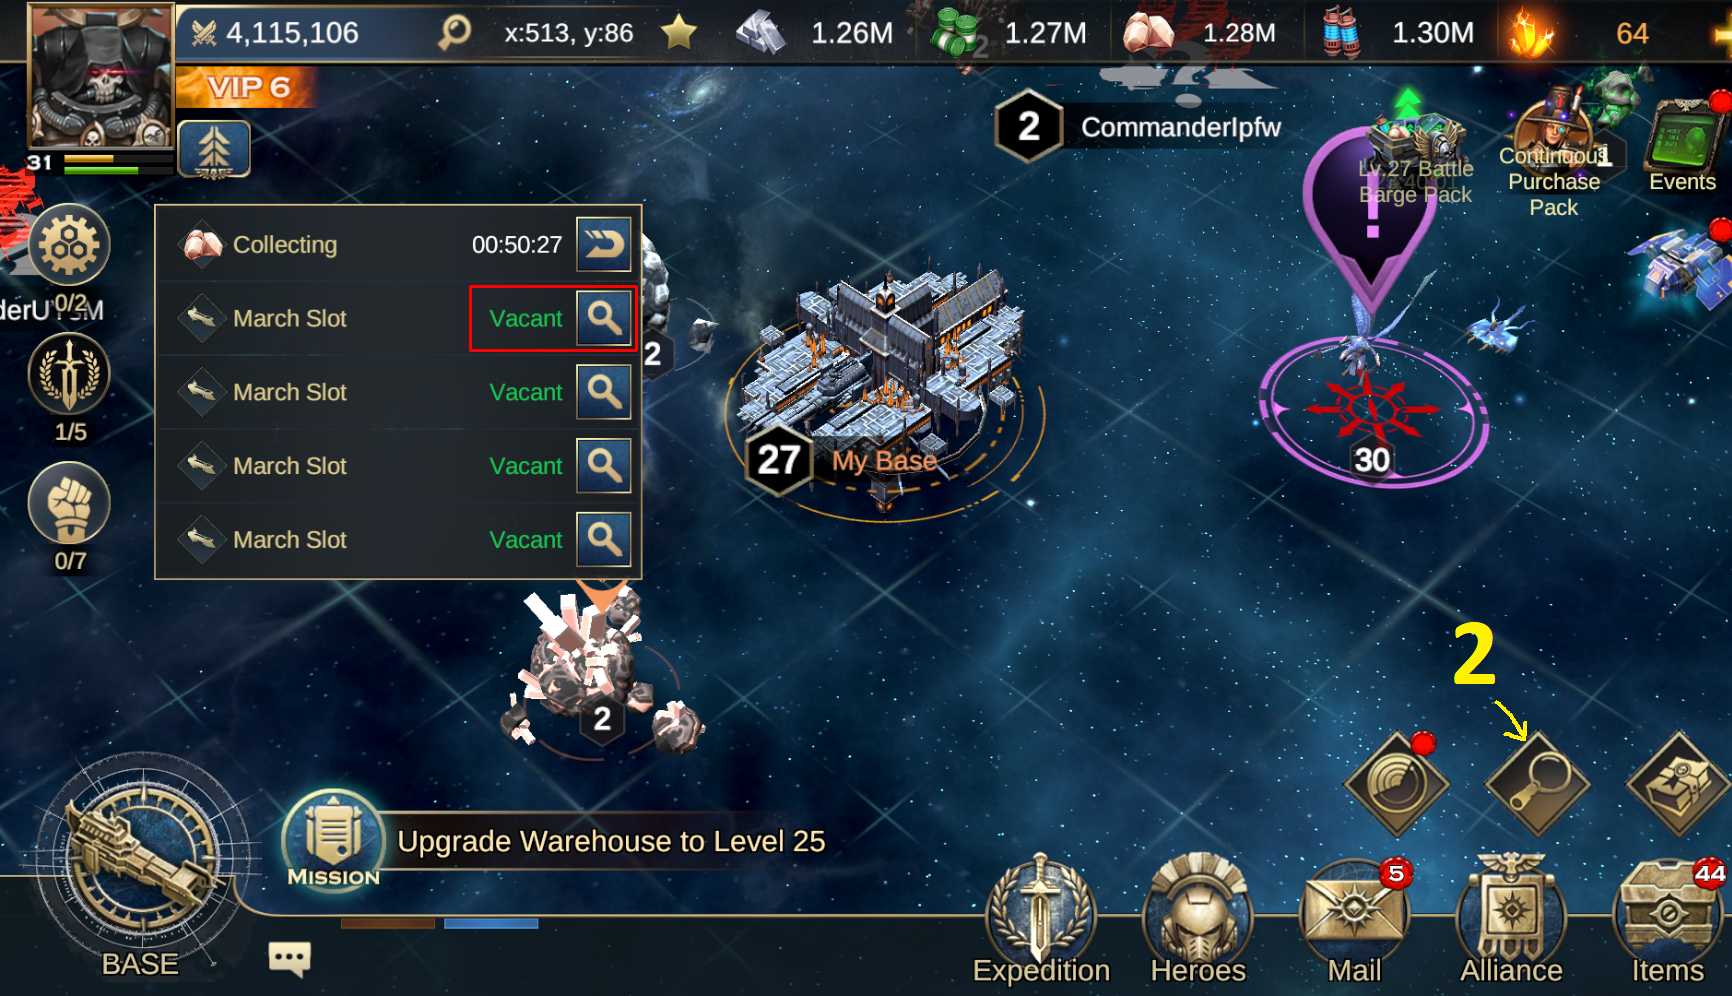 4,115,106
x:513, y:86
1.26M
1.27M
1.28M
1.30M
64
VIP 6
31
2 CommanderIpfw
Lv.27 Battle
Barge Pack
Continuous
Purchase
Pack
1
Events
Collecting 00:50:27
March Slot Vacant
March Slot Vacant
March Slot Vacant
March Slot Vacant
0/2
1/5
0/7
2
27 My Base
!
30
2
2
MISSION
Upgrade Warehouse to Level 25
BASE
Expedition
Heroes
5
Mail
Alliance
44
Items